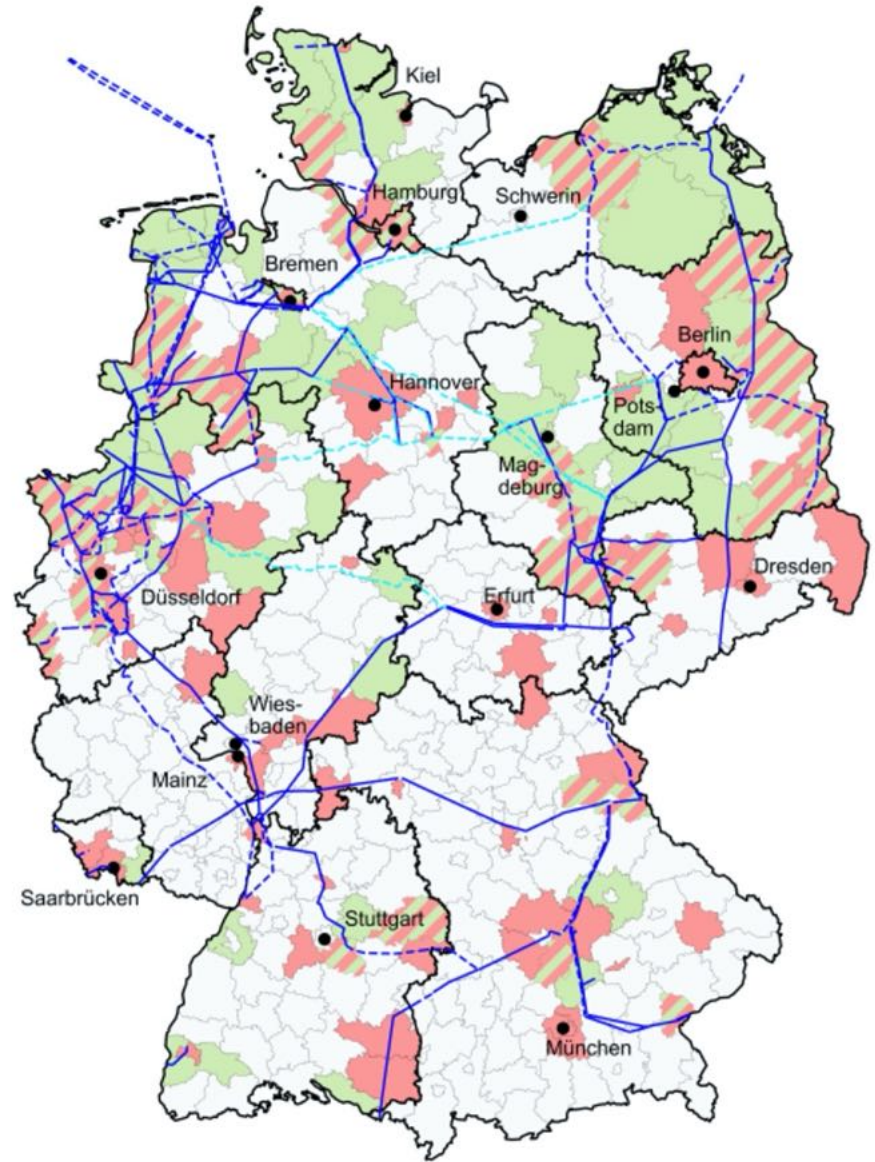 Kiel
Hamburg
Schwerin
Bremen
Berlin
Hannover
Pots-
dam
Mag-
deburg
Dresden
Düsseldorf
Erfurt
Wies-
baden
Mainz
Saarbrücken
Stuttgart
München